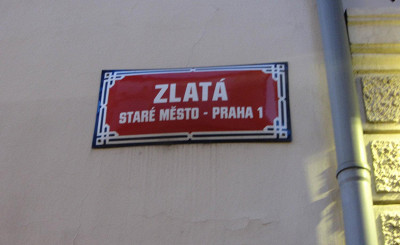 ZLATÁ
STARÉ MĚSTO - PRAHA 1